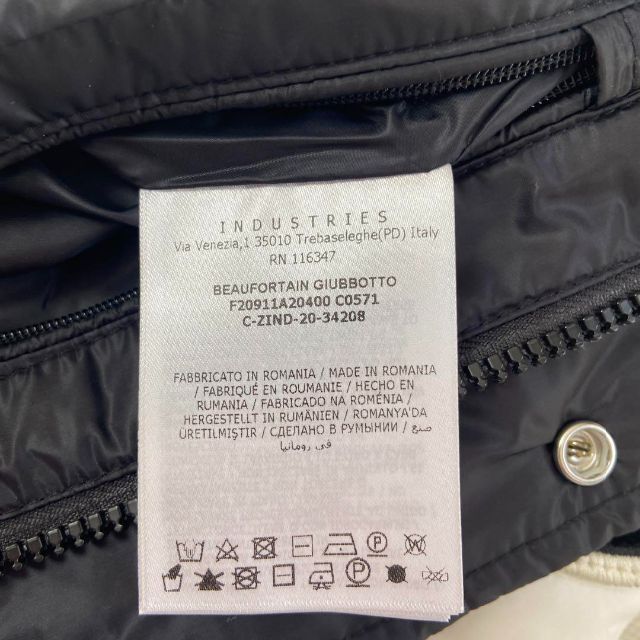 INDUSTRIES
Via Venezia,1 35010 Trebaseleghe(PD) Italy
RN 116347
BEAUFORTAIN GIUBBOTTO
F20911A20400 C0571
C-ZIND-20-34208
FABBRICATO IN ROMANIA / MADE IN ROMANIA
/ FABRIQUÉ EN ROUMANIE / HECHO EN
RUMANIA / FABRICADO NA ROMÉNIA /
HERGESTELLT IN RUMÄNIEN / ROMANYA'DA
ÜRETILMIŞTIR / СДЕЛАНО В РУМЫНИИ / صنع
في رومانيا